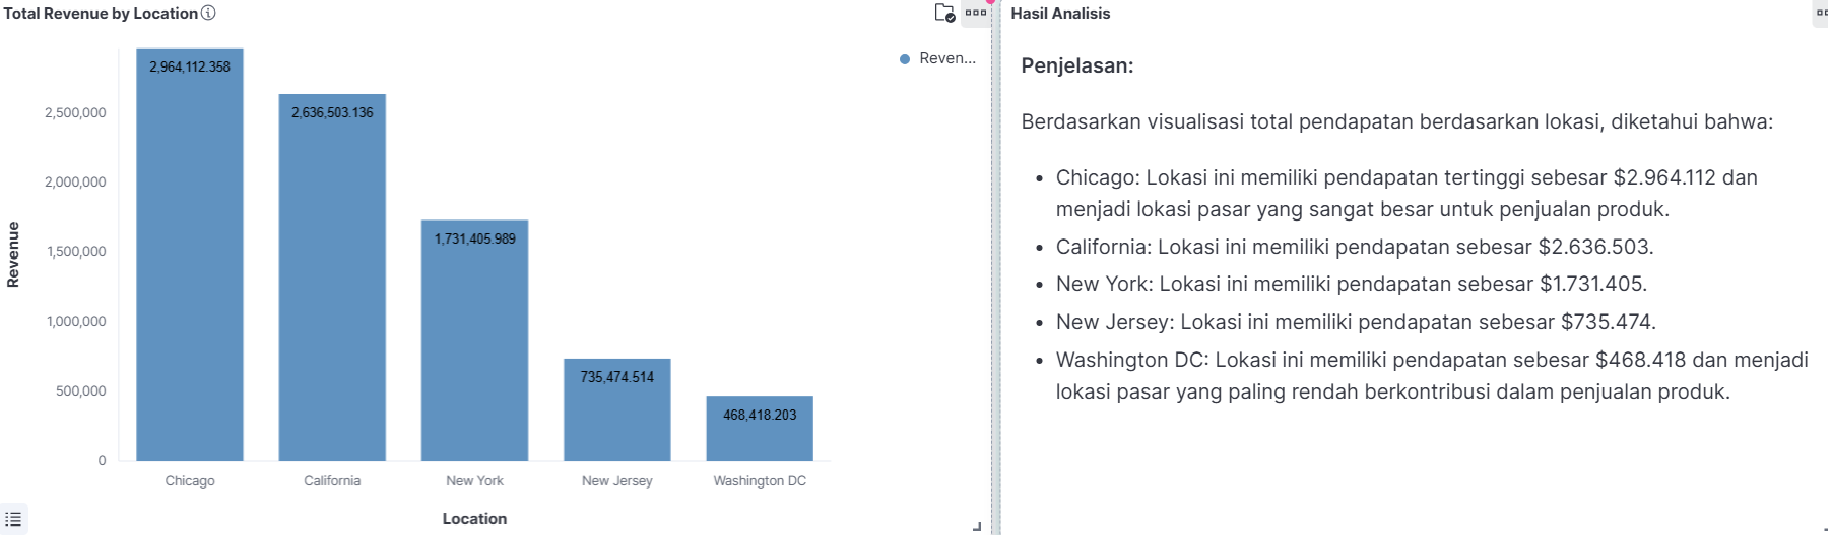 Total Revenue by Location
Reven...
2,964,112.358
2,636,503.136
1,731,405.989
735,474.514
468,418.203
2,500,000
2,000,000
1,500,000
1,000,000
500,000
0
Revenue
Chicago
California
New York
New Jersey
Washington DC
Location
Hasil Analisis
Penjelasan:
Berdasarkan visualisasi total pendapatan berdasarkan lokasi, diketahui bahwa:
• Chicago: Lokasi ini memiliki pendapatan tertinggi sebesar $2.964.112 dan
menjadi lokasi pasar yang sangat besar untuk penjualan produk.
• California: Lokasi ini memiliki pendapatan sebesar $2.636.503.
• New York: Lokasi ini memiliki pendapatan sebesar $1.731.405.
• New Jersey: Lokasi ini memiliki pendapatan sebesar $735.474.
• Washington DC: Lokasi ini memiliki pendapatan sebesar $468.418 dan menjadi
lokasi pasar yang paling rendah berkontribusi dalam penjualan produk.